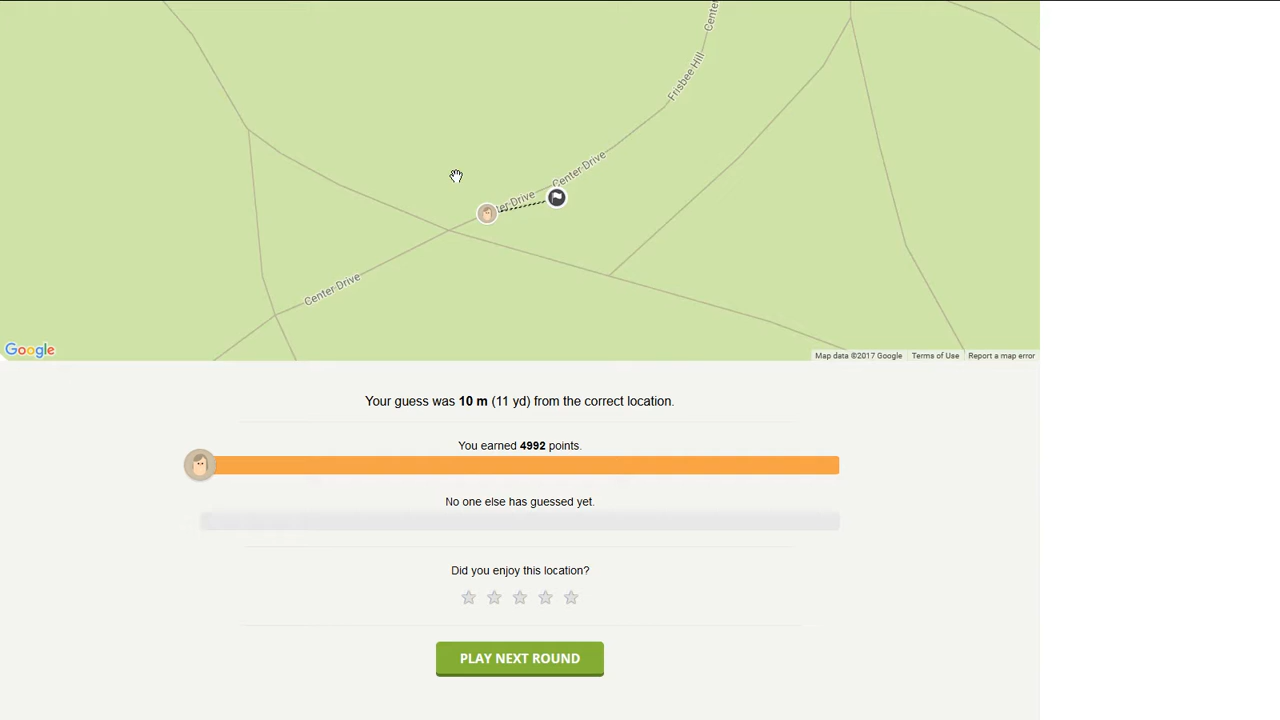 Center
Frisbee Hill
Center Drive
ter Drive
Center Drive
Google
Map data ©2017 Google
Terms of Use
Report a map error
Your guess was 10 m (11 yd) from the correct location.
You earned 4992 points.
No one else has guessed yet.
Did you enjoy this location?
PLAY NEXT ROUND